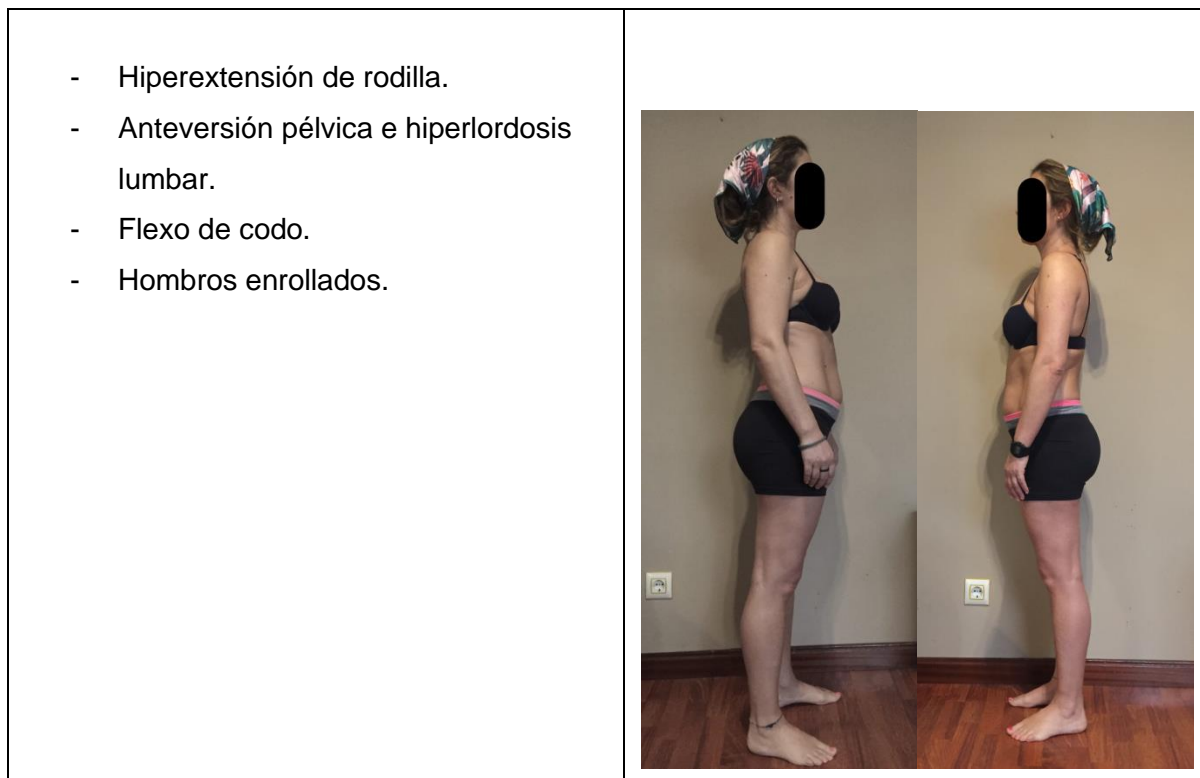 - Hiperextensión de rodilla.
- Anteversión pélvica e hiperlordosis
lumbar.
- Flexo de codo.
- Hombros enrollados.